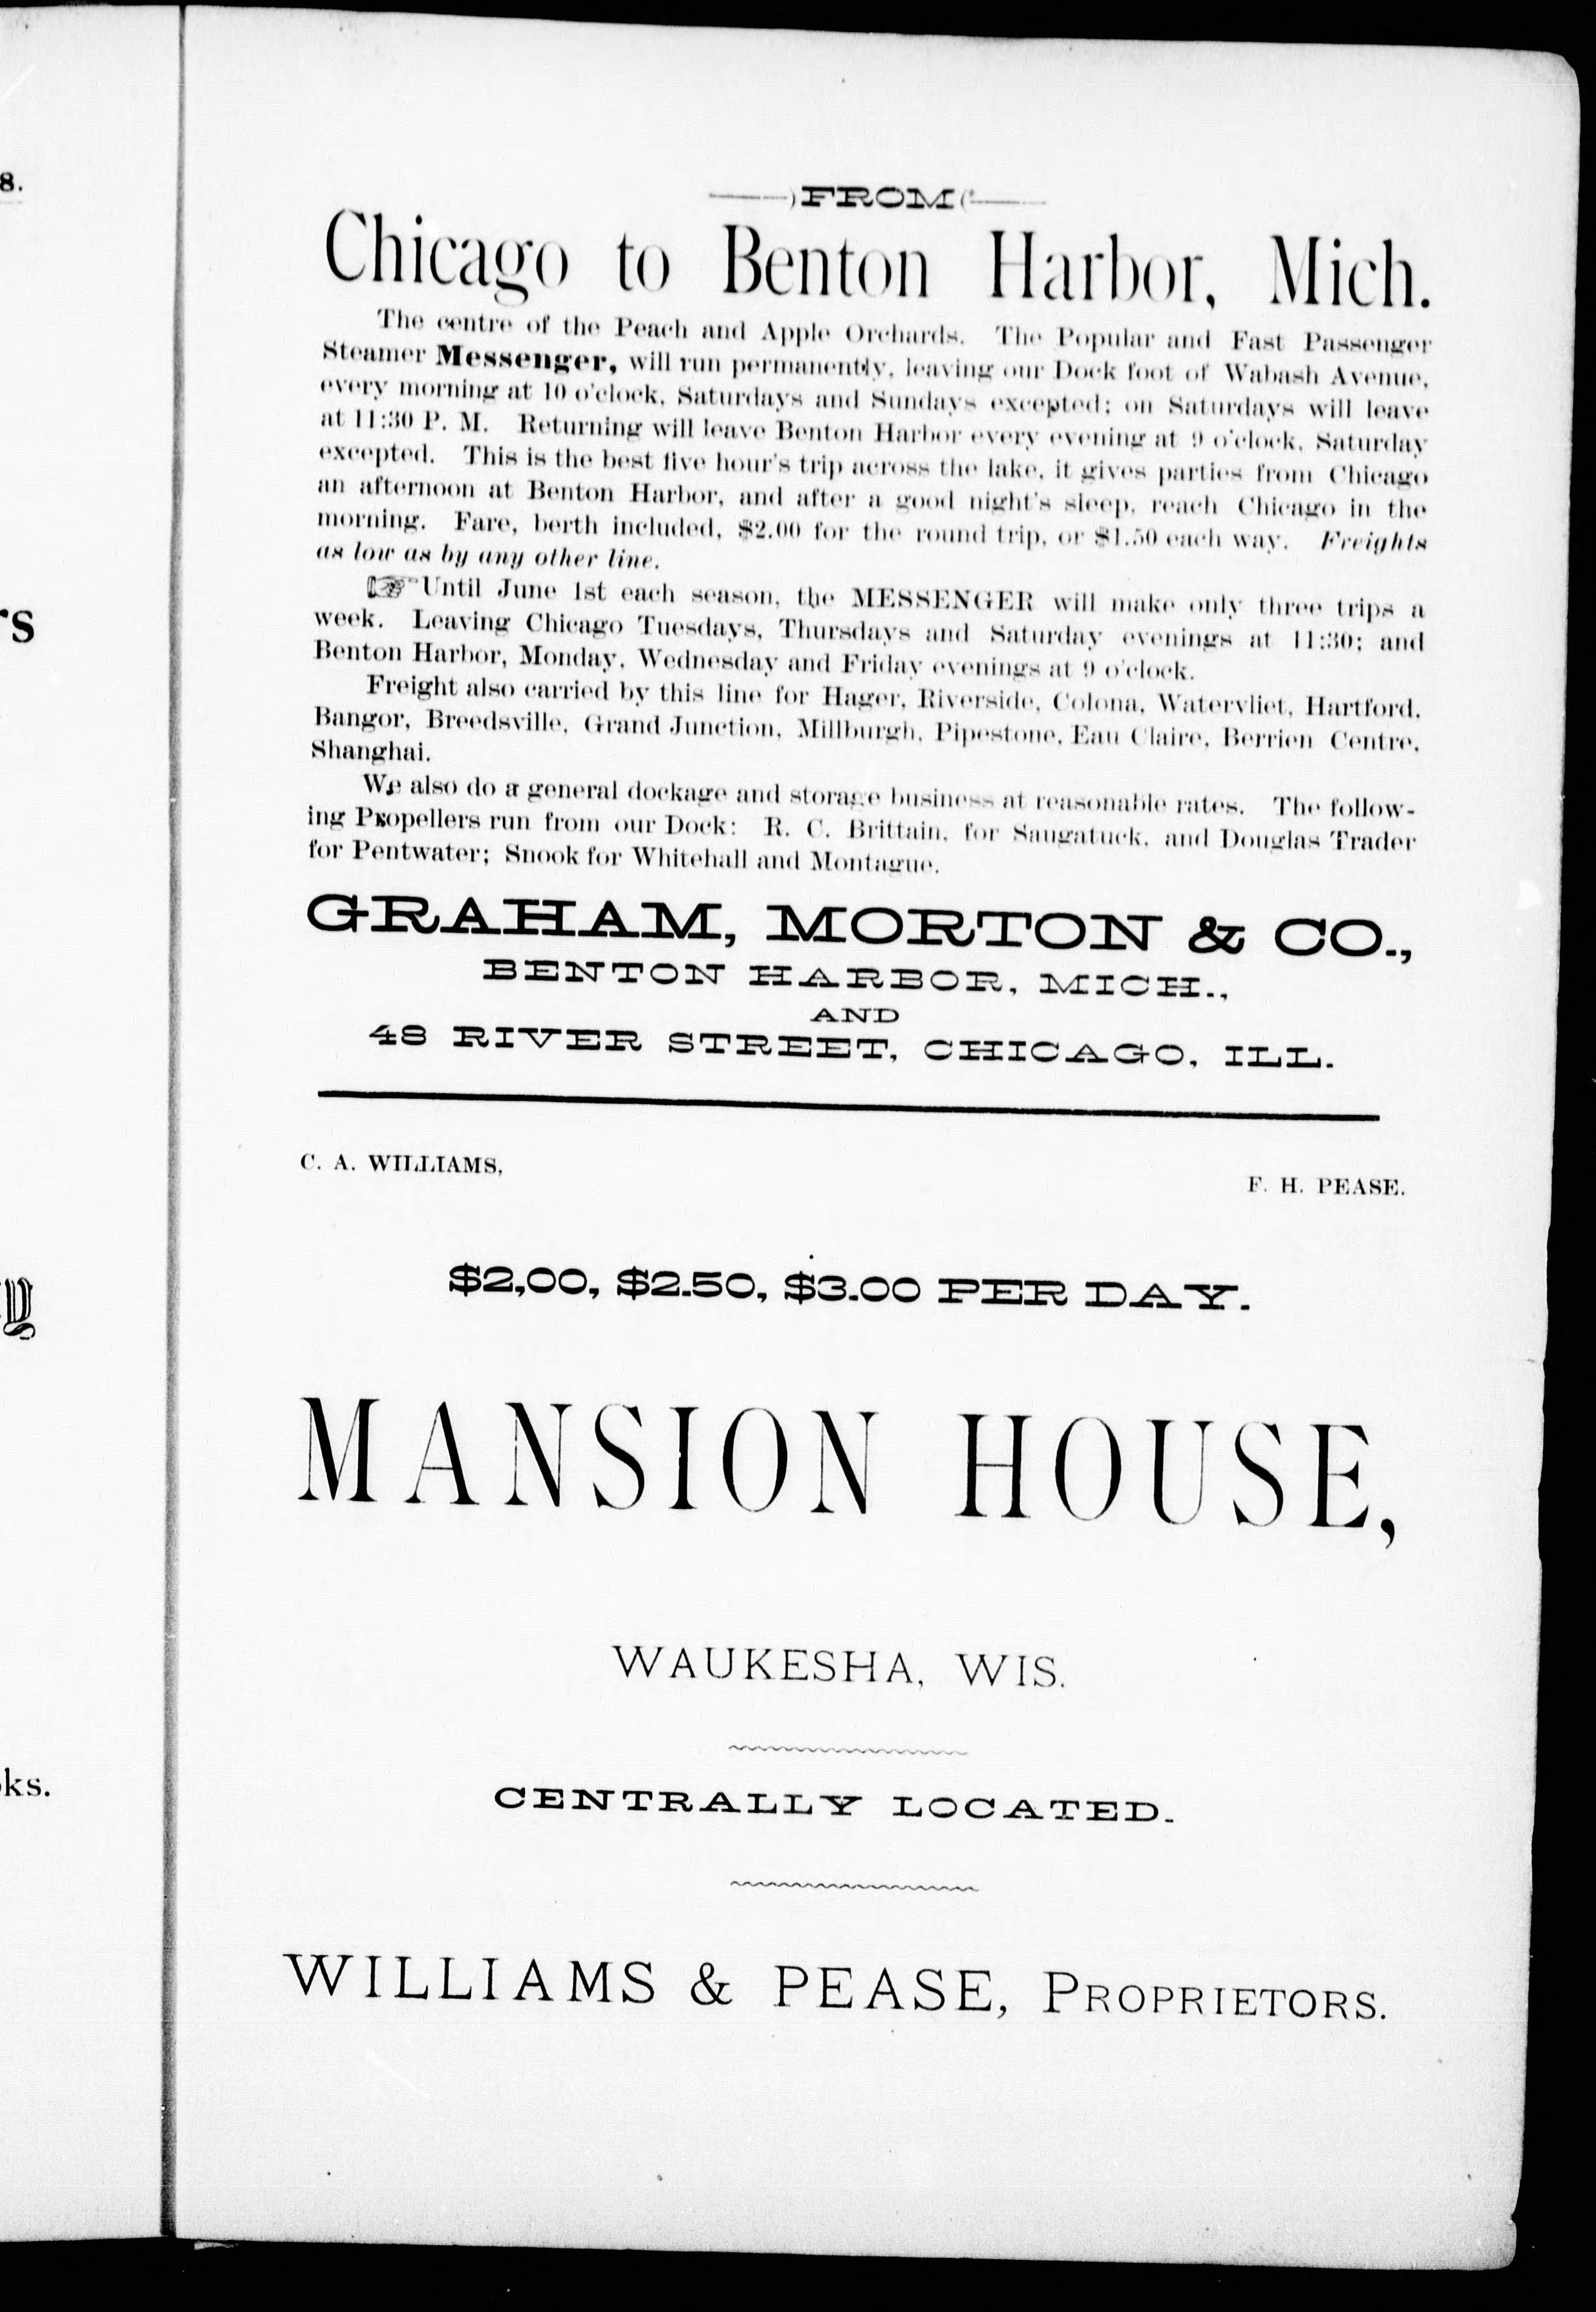 8.
rs
y
ks.
FROM
Chicago to Benton Harbor, Mich.
The centre of the Peach and Apple Orchards. The Popular and Fast Passenger
Steamer Messenger, will run permanently, leaving our Dock foot of Wabash Avenue,
every morning at 10 o'clock, Saturdays and Sundays excepted; on Saturdays will leave
at 11:30 P. M. Returning will leave Benton Harbor every evening at 9 o'clock, Saturday
excepted. This is the best five hour's trip across the lake, it gives parties from Chicago
an afternoon at Benton Harbor, and after a good night's sleep, reach Chicago in the
morning. Fare, berth included, $2.00 for the round trip, or $1.50 each way. Freights
as low as by any other line.
☞ Until June 1st each season, the MESSENGER will make only three trips a
week. Leaving Chicago Tuesdays, Thursdays and Saturday evenings at 11:30; and
Benton Harbor, Monday, Wednesday and Friday evenings at 9 o'clock.
Freight also carried by this line for Hager, Riverside, Colona, Watervliet, Hartford,
Bangor, Breedsville, Grand Junction, Millburgh, Pipestone, Eau Claire, Berrien Centre,
Shanghai.
We also do a general dockage and storage business at reasonable rates. The follow-
ing Propellers run from our Dock: R. C. Brittain, for Saugatuck, and Douglas Trader
for Pentwater; Snook for Whitehall and Montague.
GRAHAM, MORTON & CO.,
BENTON HARBOR, MICH.,
AND
48 RIVER STREET, CHICAGO, ILL.
C. A. WILLIAMS,
F. H. PEASE.
$2,00, $2.50, $3.00 PER DAY.
MANSION HOUSE,
WAUKESHA, WIS.
CENTRALLY LOCATED.
WILLIAMS & PEASE, PROPRIETORS.